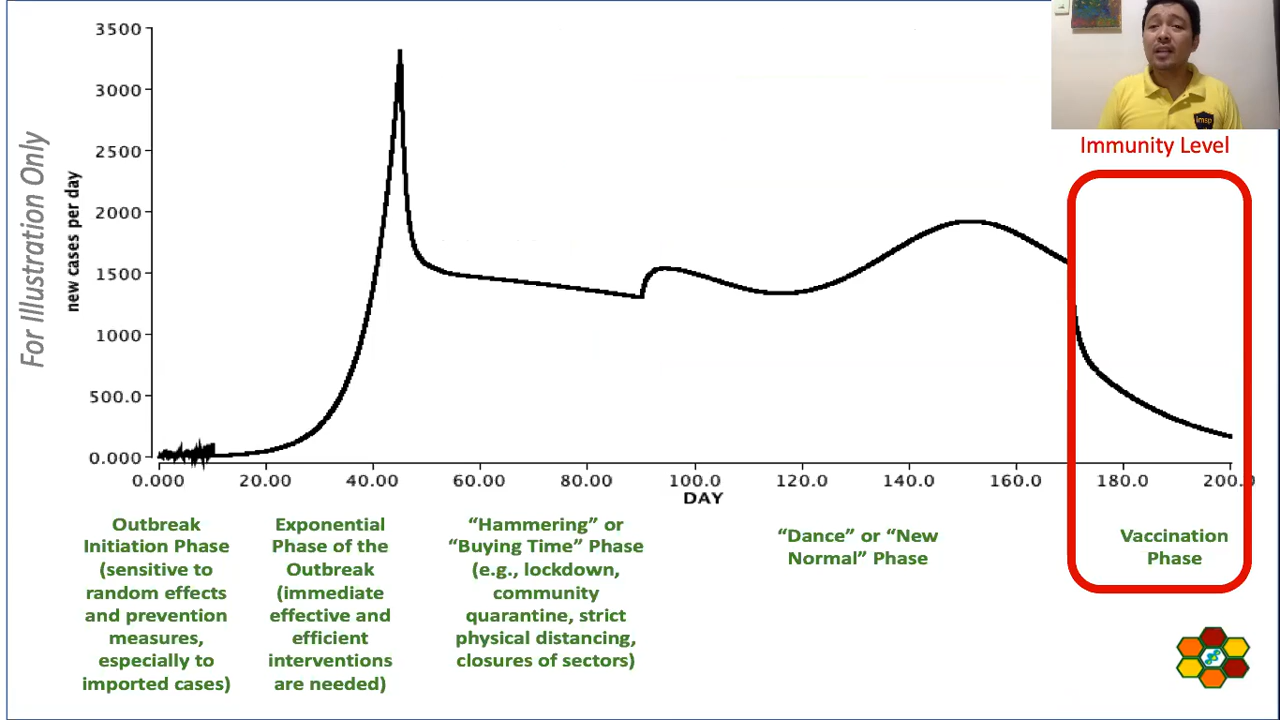 For Illustration Only
new cases per day
3500
3000
2500
2000
1500
1000
500.0
0.000
0.000 20.00 40.00 60.00 80.00 100.0 120.0 140.0 160.0 180.0 200.0
DAY
imsp
Immunity Level
Outbreak
Initiation Phase
(sensitive to
random effects
and prevention
measures,
especially to
imported cases)
Exponential
Phase of the
Outbreak
(immediate
effective and
efficient
interventions
are needed)
“Hammering” or
“Buying Time” Phase
(e.g., lockdown,
community
quarantine, strict
physical distancing,
closures of sectors)
“Dance” or “New
Normal” Phase
Vaccination
Phase